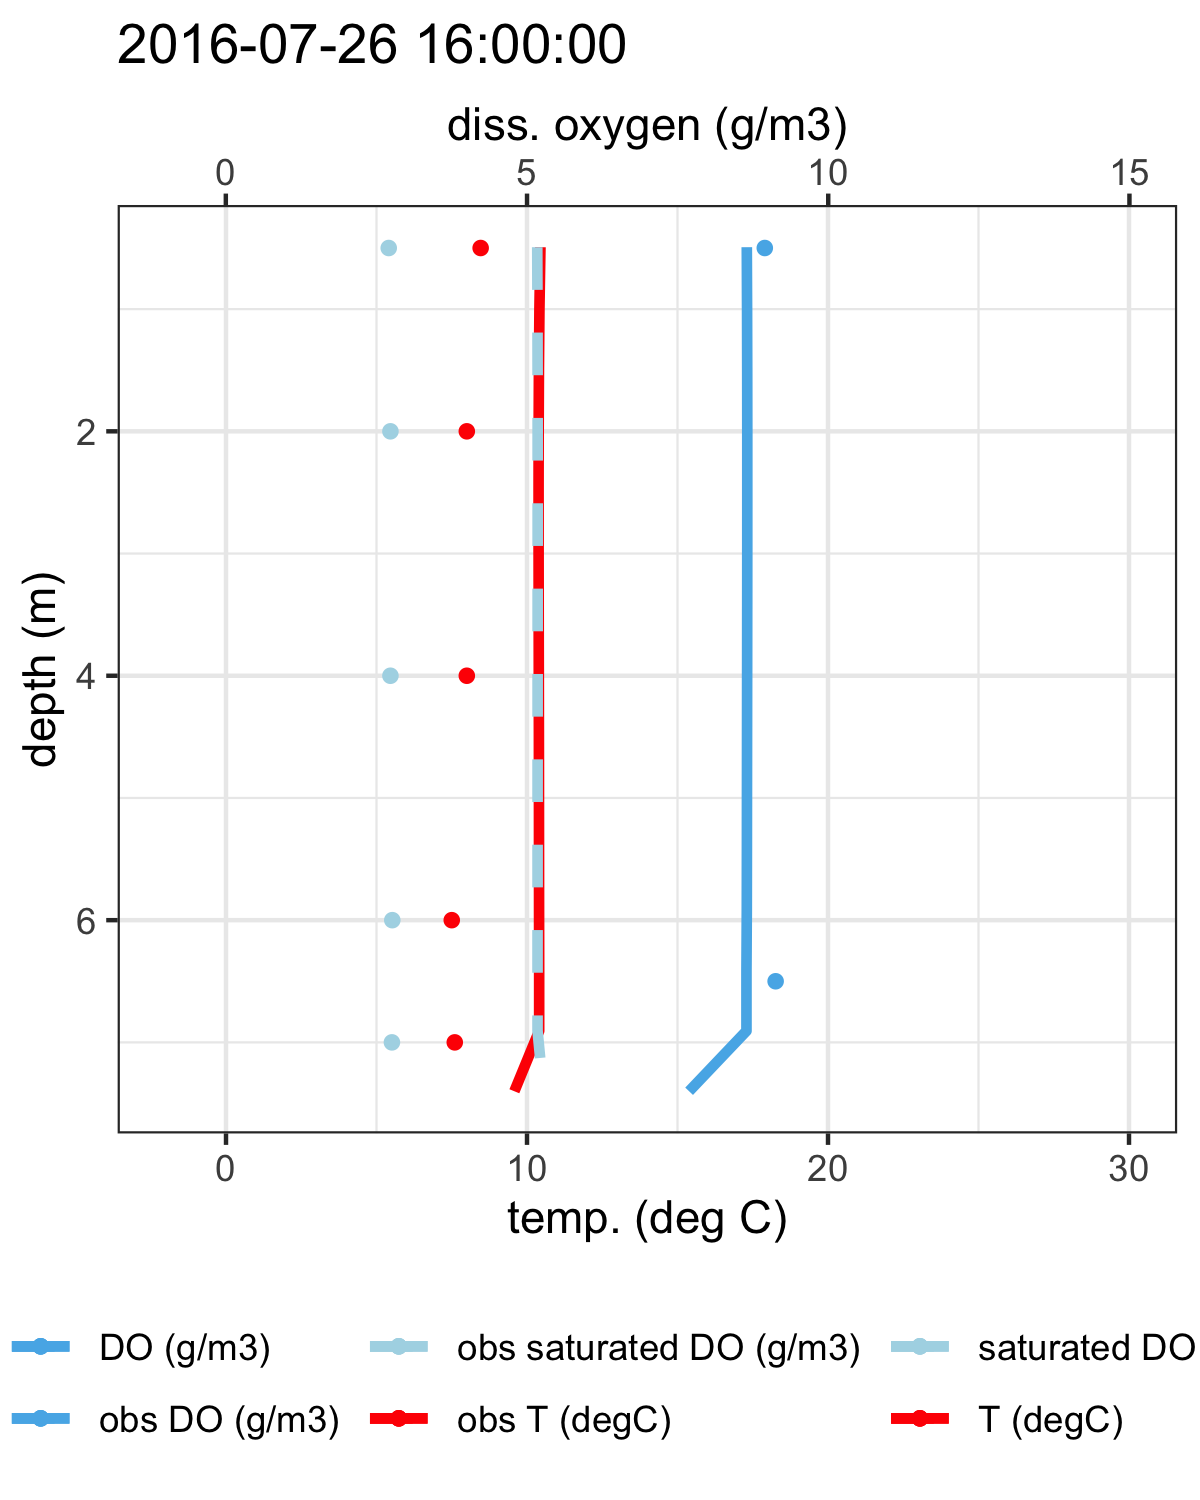 2016-07-26 16:00:00
diss. oxygen (g/m3)
0 5 10 15
depth (m)
2
4
6
0 10 20 30
temp. (deg C)
DO (g/m3) obs saturated DO (g/m3) saturated DO
obs DO (g/m3) obs T (degC) T (degC)